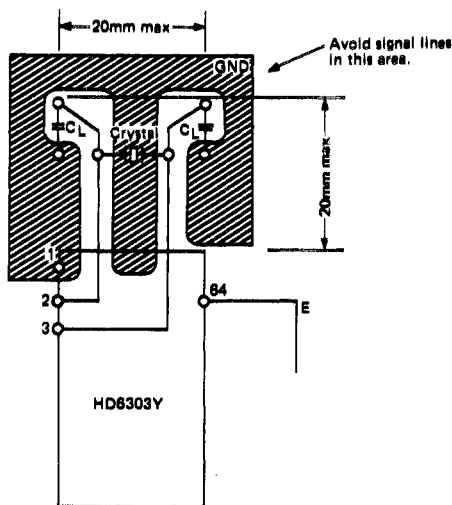 20mm max
Avoid signal lines
in this area.
GND
CL
Crystal
CL
20mm max
1
2
64
E
3
HD6303Y